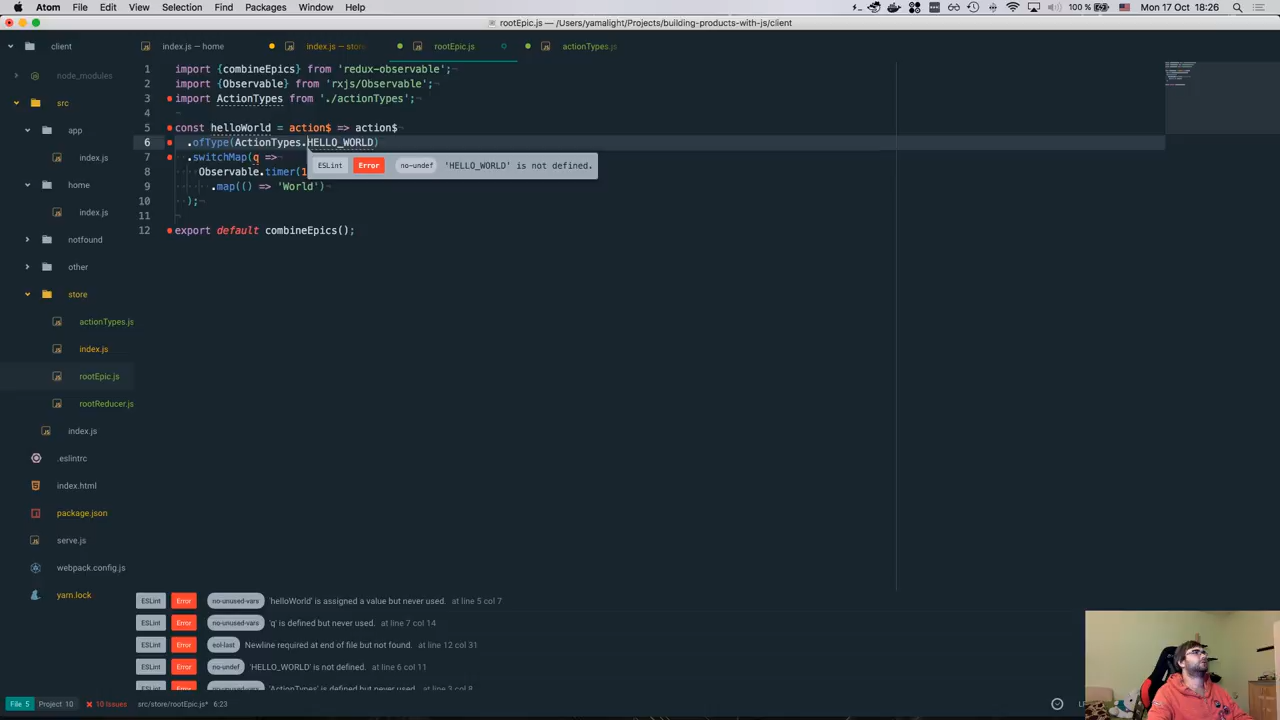 Atom File Edit View Selection Find Packages Window Help
100 % Mon 17 Oct 18:26
rootEpic.js — /Users/yamalight/Projects/building-products-with-js/client
client
index.js — home
index.js — store
rootEpic.js
actionTypes.js
node_modules
src
app
index.js
home
index.js
notfound
other
store
actionTypes.js
index.js
rootEpic.js
rootReducer.js
index.js
.eslintrc
index.html
package.json
serve.js
webpack.config.js
yarn.lock
1 import {combineEpics} from 'redux-observable';
2 import {Observable} from 'rxjs/Observable';
3 import ActionTypes from './actionTypes';
4
5 const helloWorld = action$ => action$
6 .ofType(ActionTypes.HELLO_WORLD)
7 .switchMap(q =>
ESLint Error no-undef 'HELLO_WORLD' is not defined.
8 Observable.timer(1
9 .map(() => 'World')
10 );
11
12 export default combineEpics();
ESLint Error no-unused-vars 'helloWorld' is assigned a value but never used. at line 5 col 7
ESLint Error no-unused-vars 'q' is defined but never used. at line 7 col 14
ESLint Error eol-last Newline required at end of file but not found. at line 12 col 31
ESLint Error no-undef 'HELLO_WORLD' is not defined. at line 6 col 11
ESLint Error no-unused-vars 'ActionTypes' is defined but never used. at line 3 col 8
File 5 Project 10 10 Issues src/store/rootEpic.js* 6:23